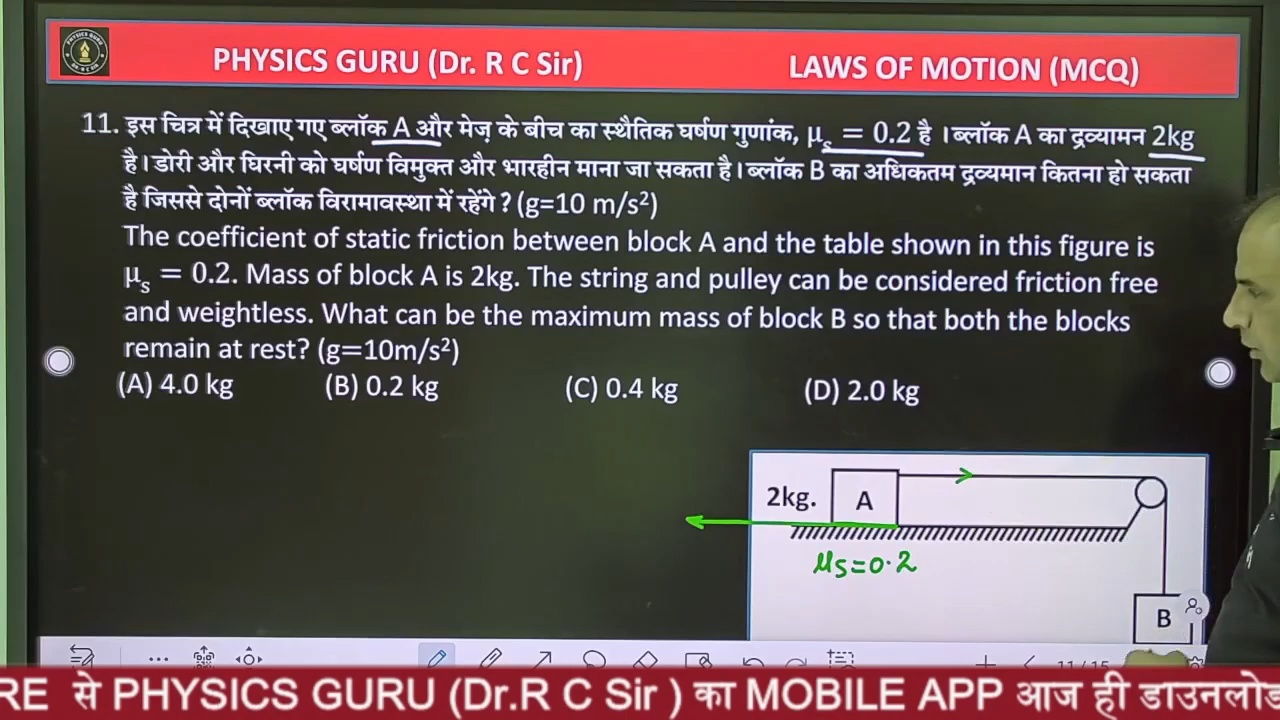 PHYSICS GURU (Dr. R C Sir)
LAWS OF MOTION (MCQ)
11. इस चित्र में दिखाए गए ब्लॉक A और मेज़ के बीच का स्थैतिक घर्षण गुणांक, μₛ = 0.2 है ।ब्लॉक A का द्रव्यामन 2kg
है। डोरी और घिरनी को घर्षण विमुक्त और भारहीन माना जा सकता है। ब्लॉक B का अधिकतम द्रव्यमान कितना हो सकता
है जिससे दोनों ब्लॉक विरामावस्था में रहेंगे ? (g=10 m/s²)
The coefficient of static friction between block A and the table shown in this figure is
μₛ = 0.2. Mass of block A is 2kg. The string and pulley can be considered friction free
and weightless. What can be the maximum mass of block B so that both the blocks
remain at rest? (g=10m/s²)
(A) 4.0 kg (B) 0.2 kg (C) 0.4 kg (D) 2.0 kg
2kg. A
μs=0.2
B
11/15
RE से PHYSICS GURU (Dr.R C Sir ) का MOBILE APP आज ही